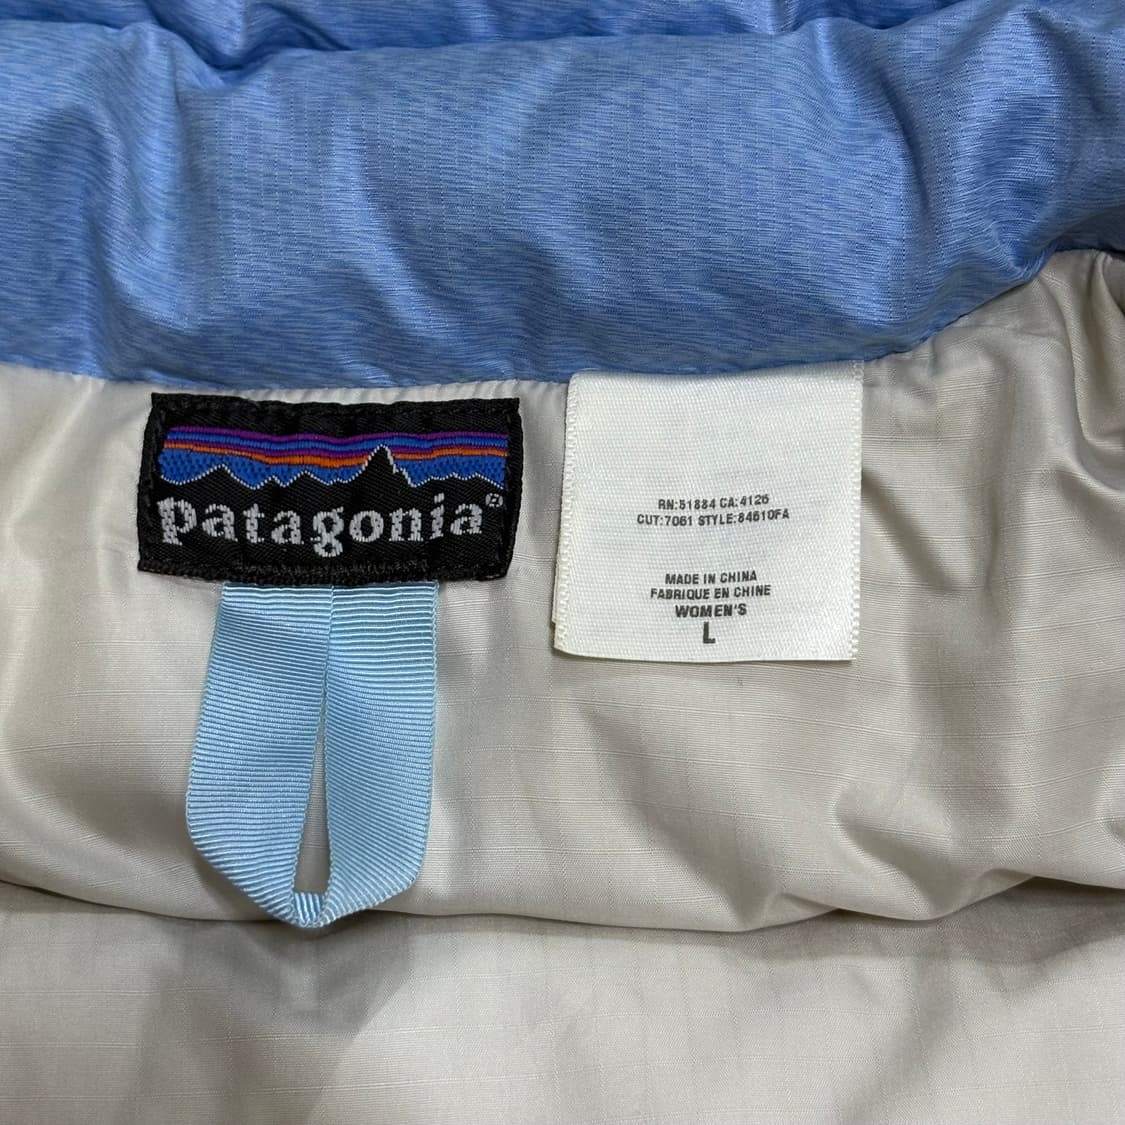 patagonia®
RN:51884 CA:4126
CUT:7061 STYLE:84610FA
MADE IN CHINA
FABRIQUE EN CHINE
WOMEN'S
L